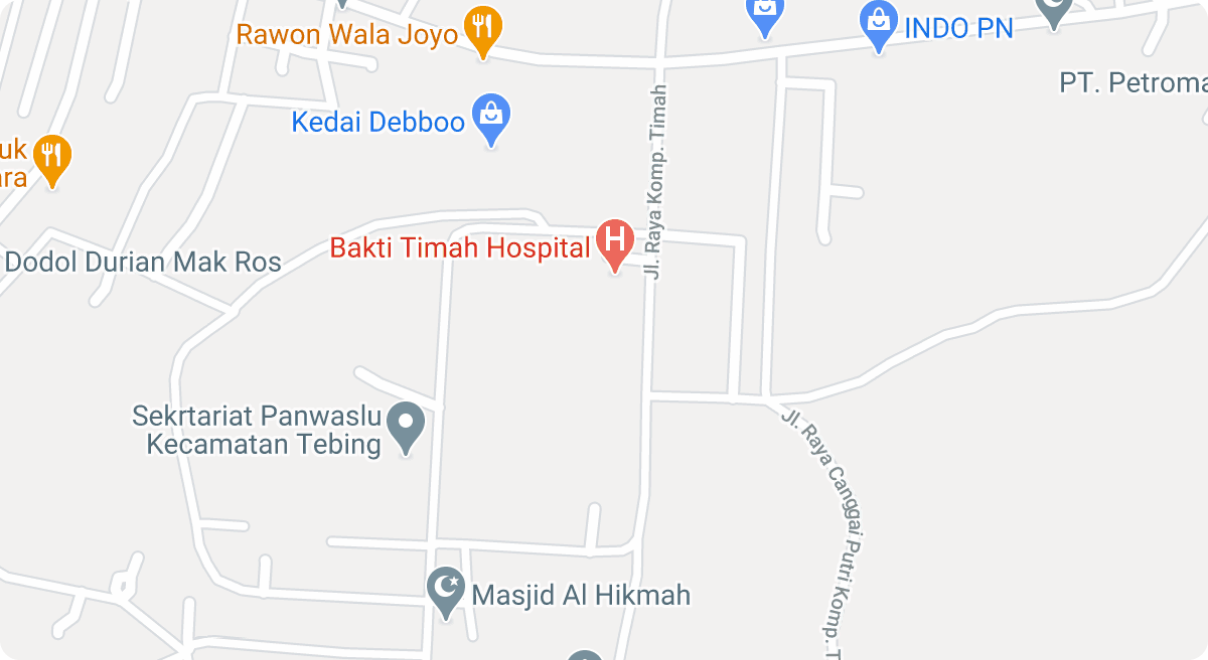 Rawon Wala Joyo
INDO PN
PT. Petroma
Kedai Debboo
uk
ara
Jl. Raya Komp. Timah
Bakti Timah Hospital
Dodol Durian Mak Ros
Sekrtariat Panwaslu
Kecamatan Tebing
Jl. Raya Canggai Putri Komp. T
Masjid Al Hikmah